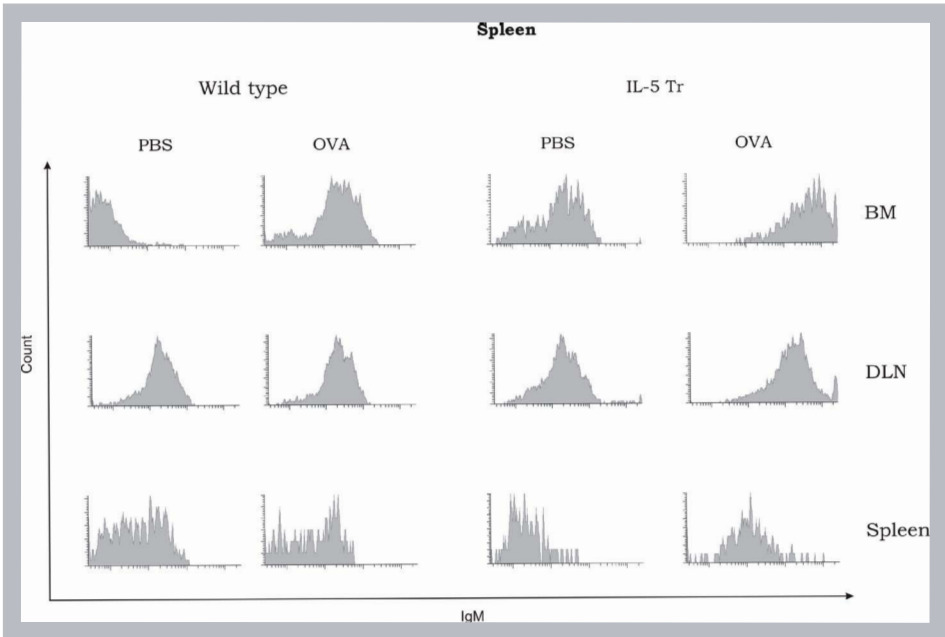 Spleen
Wild type IL-5 Tr
PBS OVA PBS OVA
BM
DLN
Spleen
Count
IgM